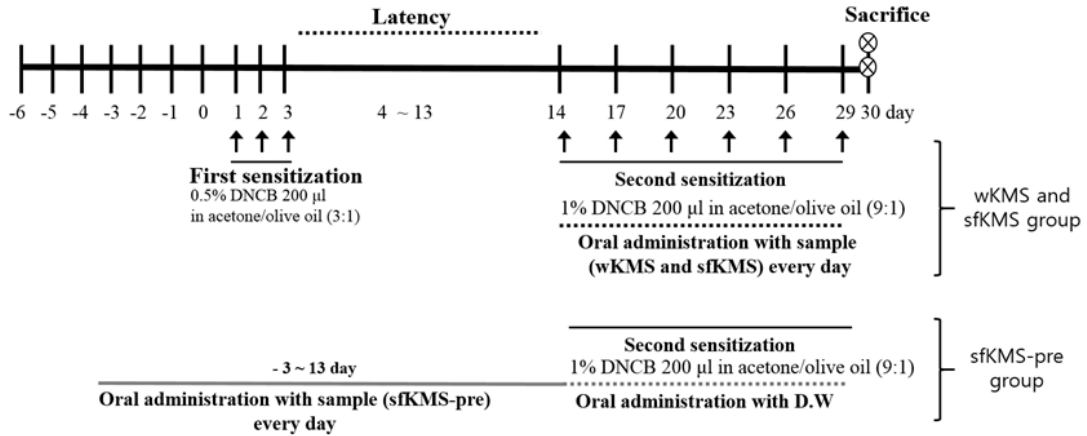 Latency
Sacrifice
-6 -5 -4 -3 -2 -1 0 1 2 3 4 ~ 13 14 17 20 23 26 29 30 day
First sensitization
0.5% DNCB 200 µl
in acetone/olive oil (3:1)
Second sensitization
1% DNCB 200 µl in acetone/olive oil (9:1)
Oral administration with sample
(wKMS and sfKMS) every day
wKMS and
sfKMS group
- 3 ~ 13 day
Oral administration with sample (sfKMS-pre)
every day
Second sensitization
1% DNCB 200 µl in acetone/olive oil (9:1)
Oral administration with D.W
sfKMS-pre
group